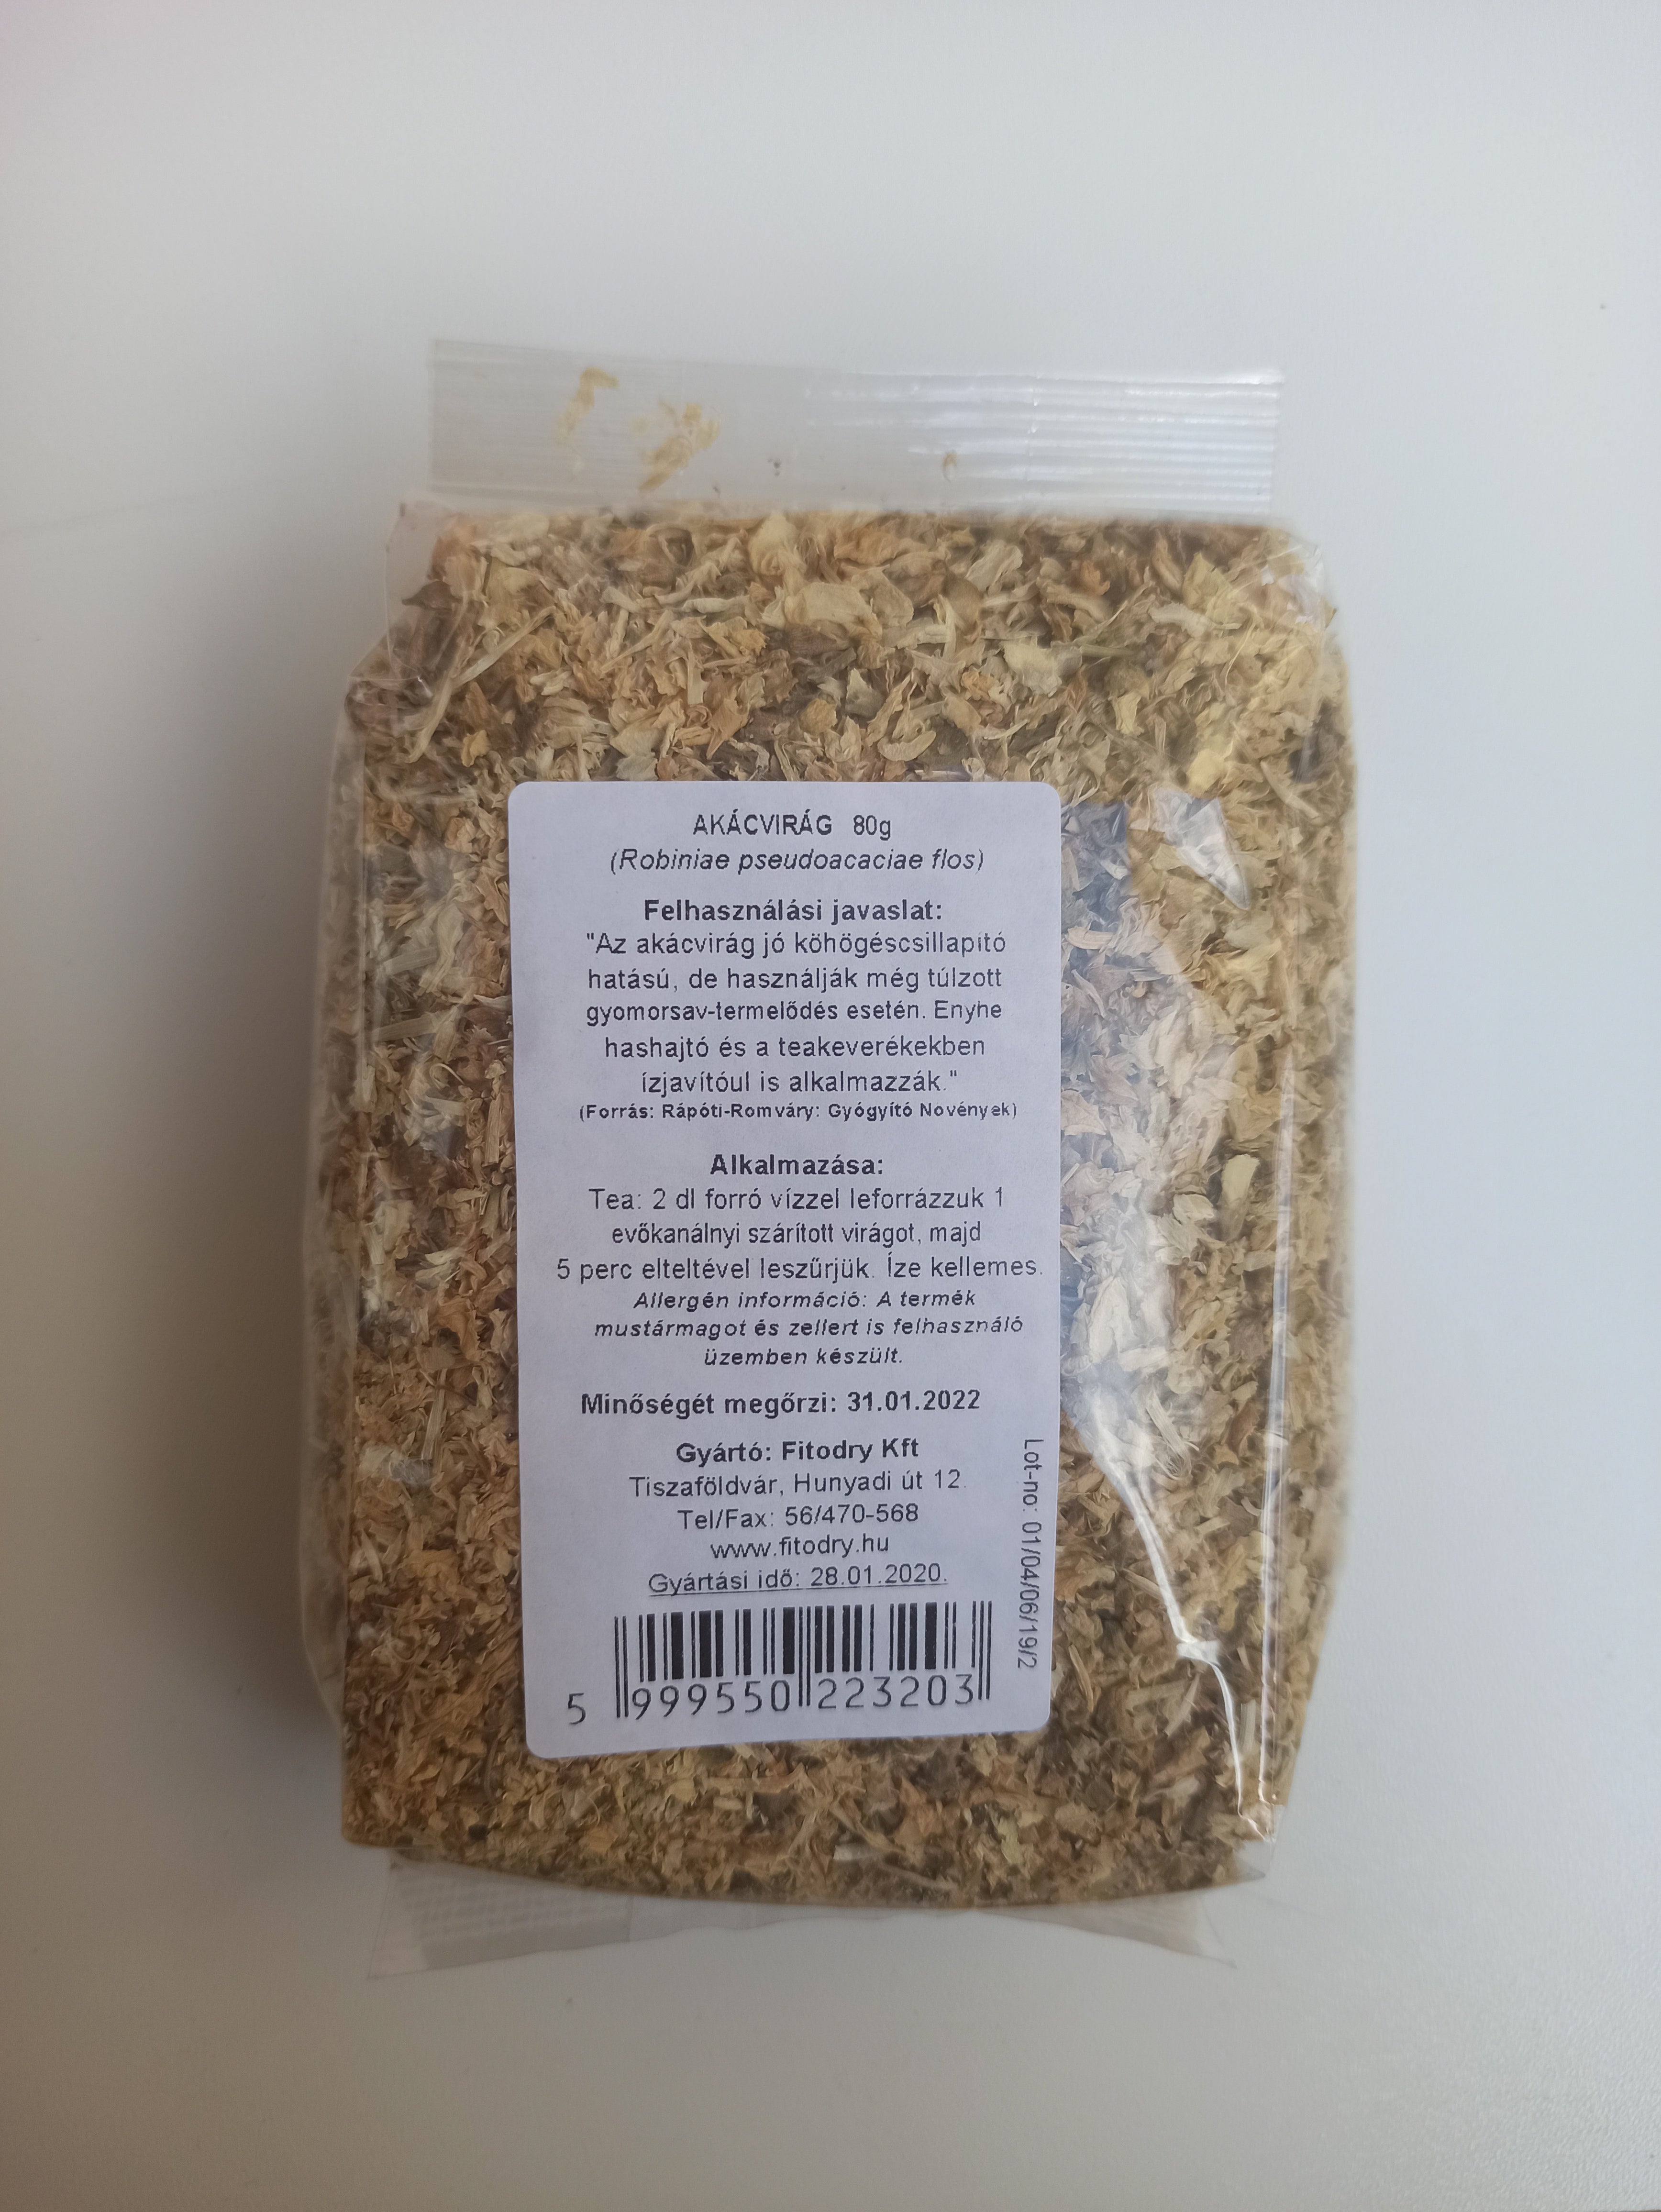 AKÁCVIRÁG 80g
(Robiniae pseudoacaciae flos)
Felhasználási javaslat:
"Az akácvirág jó köhögéscsillapító
hatású, de használják még túlzott
gyomorsav-termelődés esetén. Enyhe
hashajtó és a teakeverékekben
ízjavítóul is alkalmazzák."
(Forrás: Rápóti-Romváry: Gyógyító Novények)
Alkalmazása:
Tea: 2 dl forró vízzel leforrázzuk 1
evőkanálnyi szárított virágot, majd
5 perc elteltével leszűrjük. Íze kellemes.
Allergén információ: A termék
mustármagot és zellert is felhasználó
üzemben készült.
Minőségét megőrzi: 31.01.2022
Gyártó: Fitodry Kft
Tiszaföldvár, Hunyadi út 12.
Tel/Fax: 56/470-568
www.fitodry.hu
Gyártási idő: 28.01.2020.
5 999550 223203
Lot-no: 01/04/06/19/2